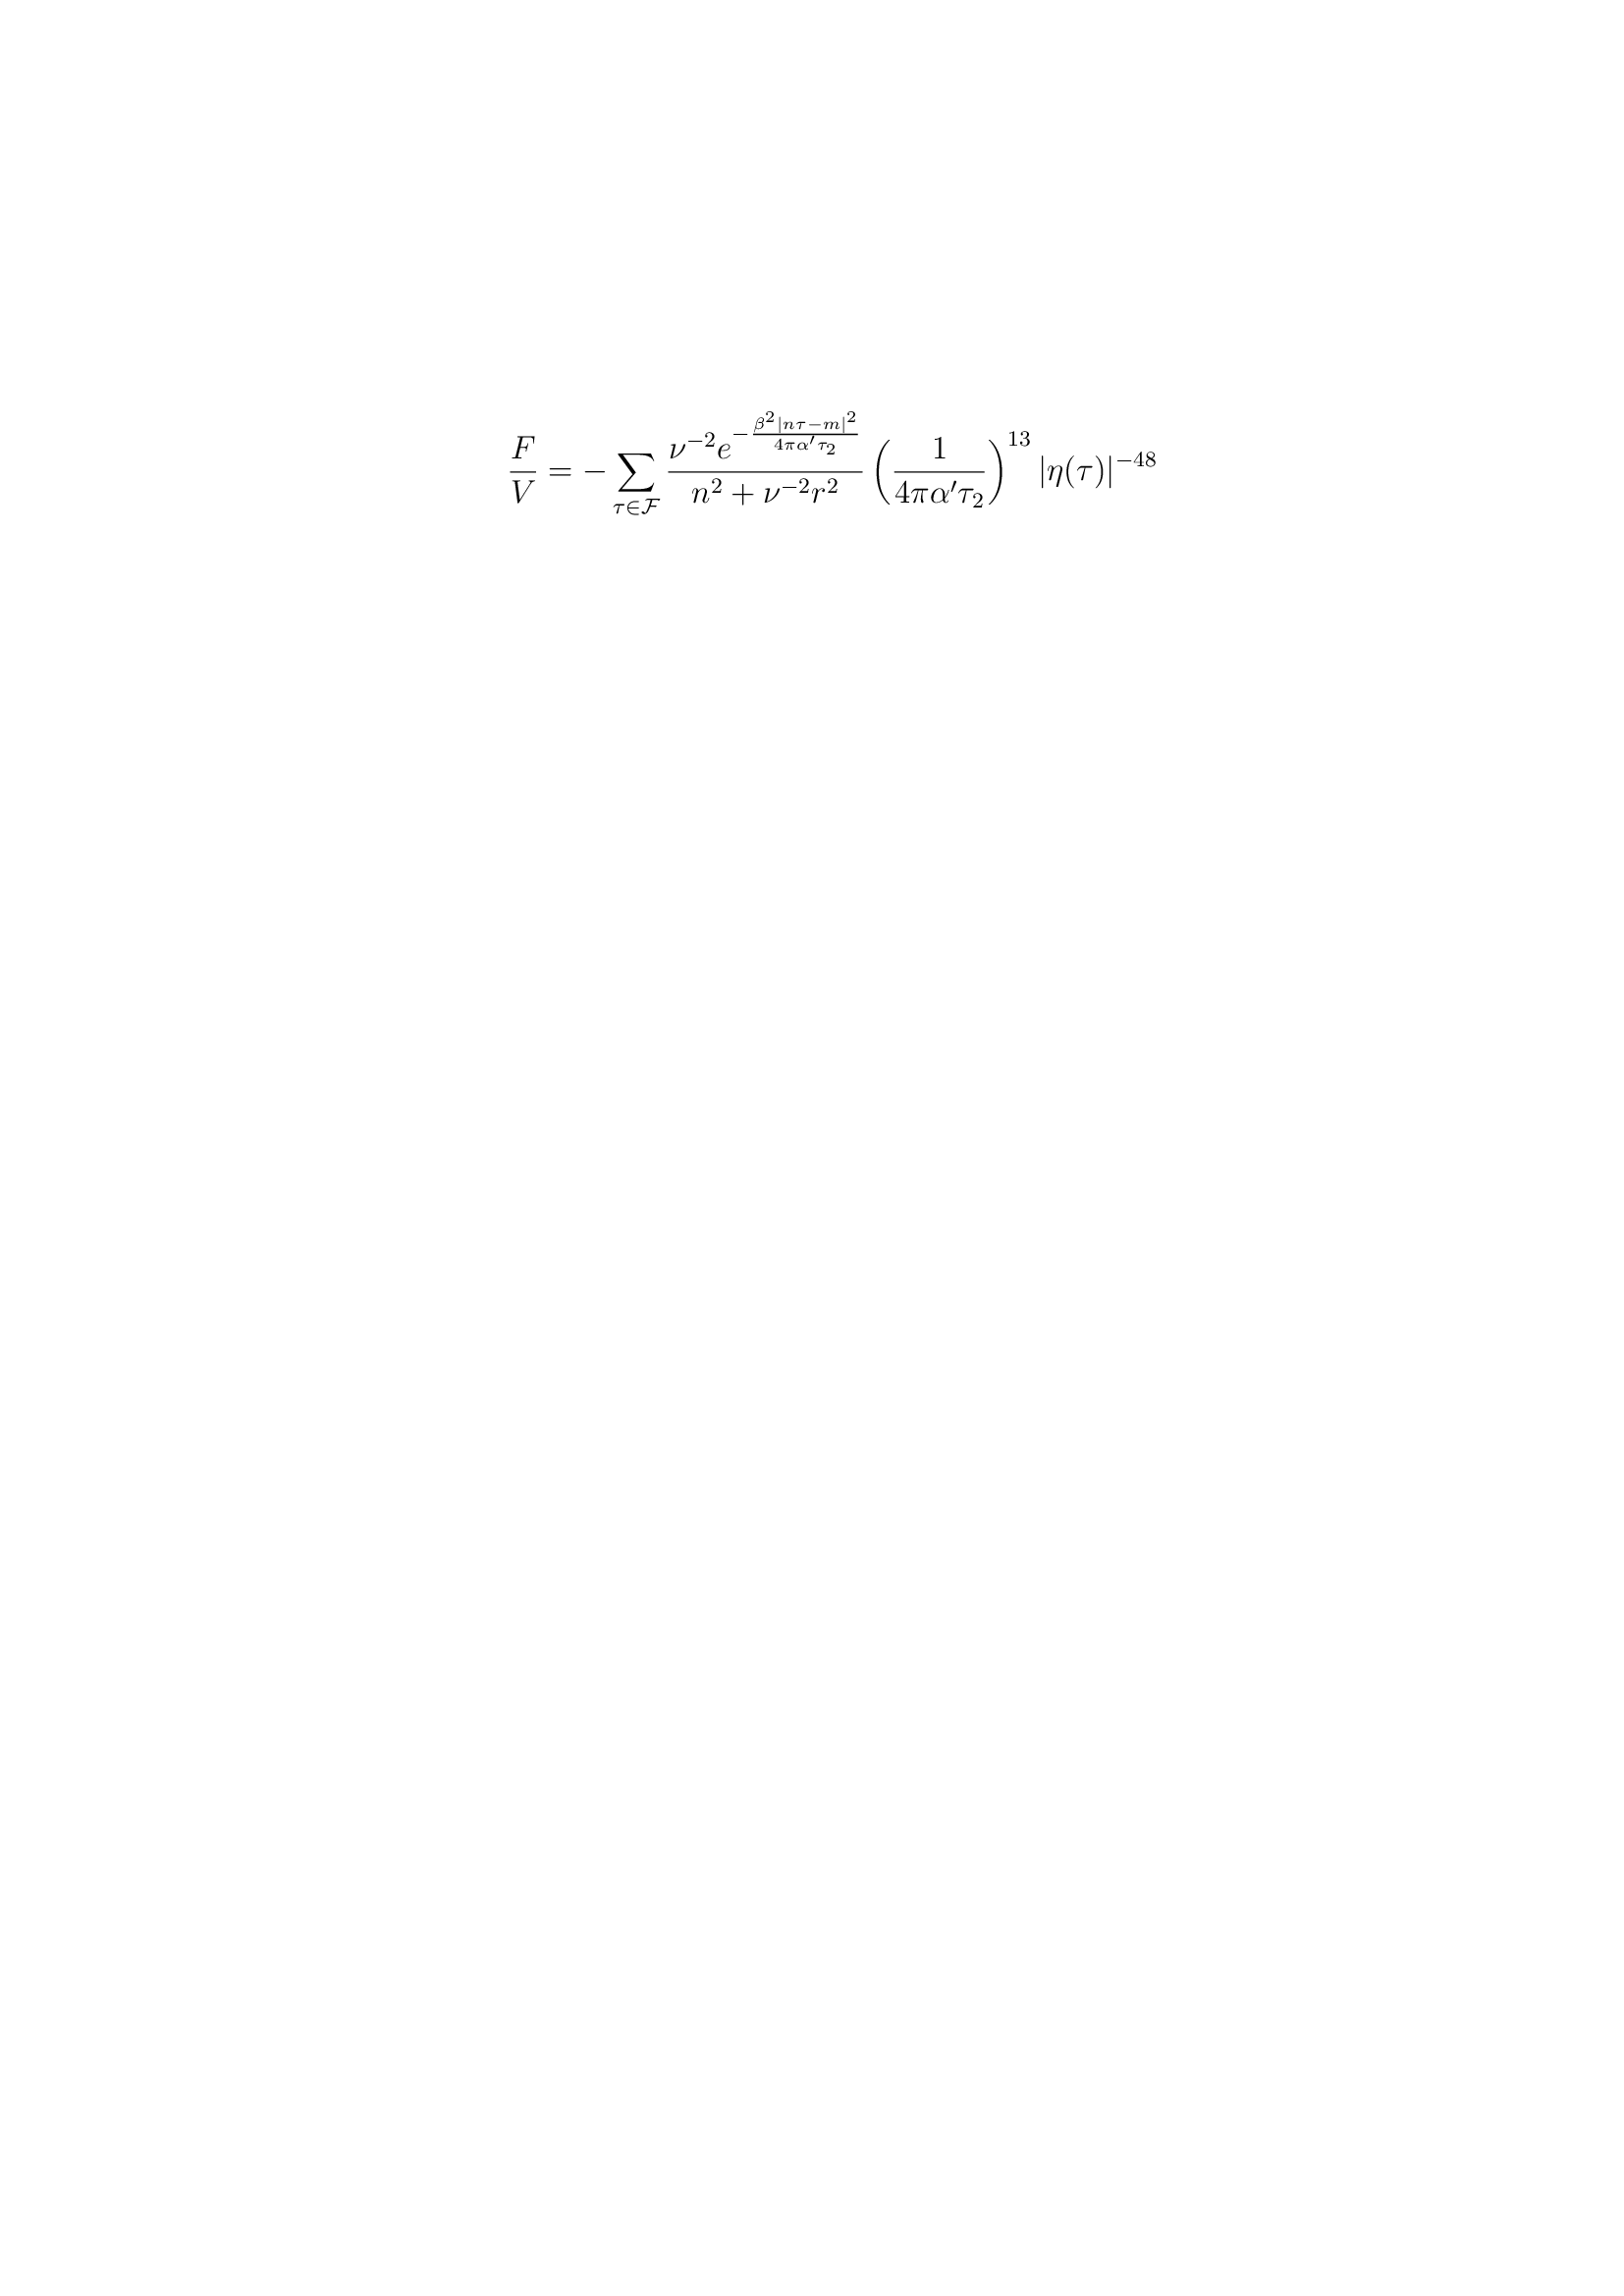 \frac{F}{V} = -\sum_{\tau \in \mathcal{F}} \frac{\nu^{-2} e^{-\frac{\beta^2 |n\tau - m|^2}{4\pi\alpha'\tau_2}}}{n^2 + \nu^{-2} r^2} \left( \frac{1}{4\pi\alpha'\tau_2} \right)^{13} |\eta(\tau)|^{-48}